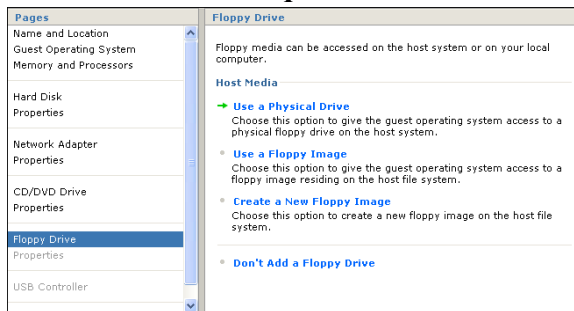 Pages
Name and Location
Guest Operating System
Memory and Processors
Hard Disk
Properties
Network Adapter
Properties
CD/DVD Drive
Properties
Floppy Drive
Properties
USB Controller
Floppy Drive
Floppy media can be accessed on the host system or on your local
computer.
Host Media
Use a Physical Drive
Choose this option to give the guest operating system access to a
physical floppy drive on the host system.
Use a Floppy Image
Choose this option to give the guest operating system access to a
floppy image residing on the host file system.
Create a New Floppy Image
Choose this option to create a new floppy image on the host file
system.
Don't Add a Floppy Drive